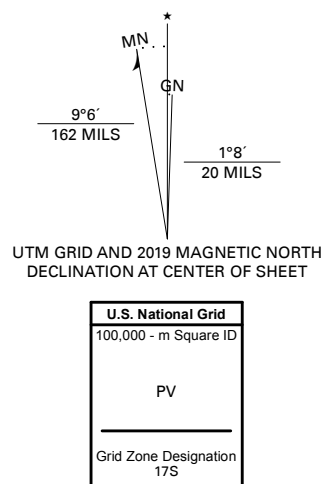 MN
GN
9°6´
162 MILS
1°8´
20 MILS
UTM GRID AND 2019 MAGNETIC NORTH
DECLINATION AT CENTER OF SHEET
U.S. National Grid
100,000 - m Square ID
PV
Grid Zone Designation
17S